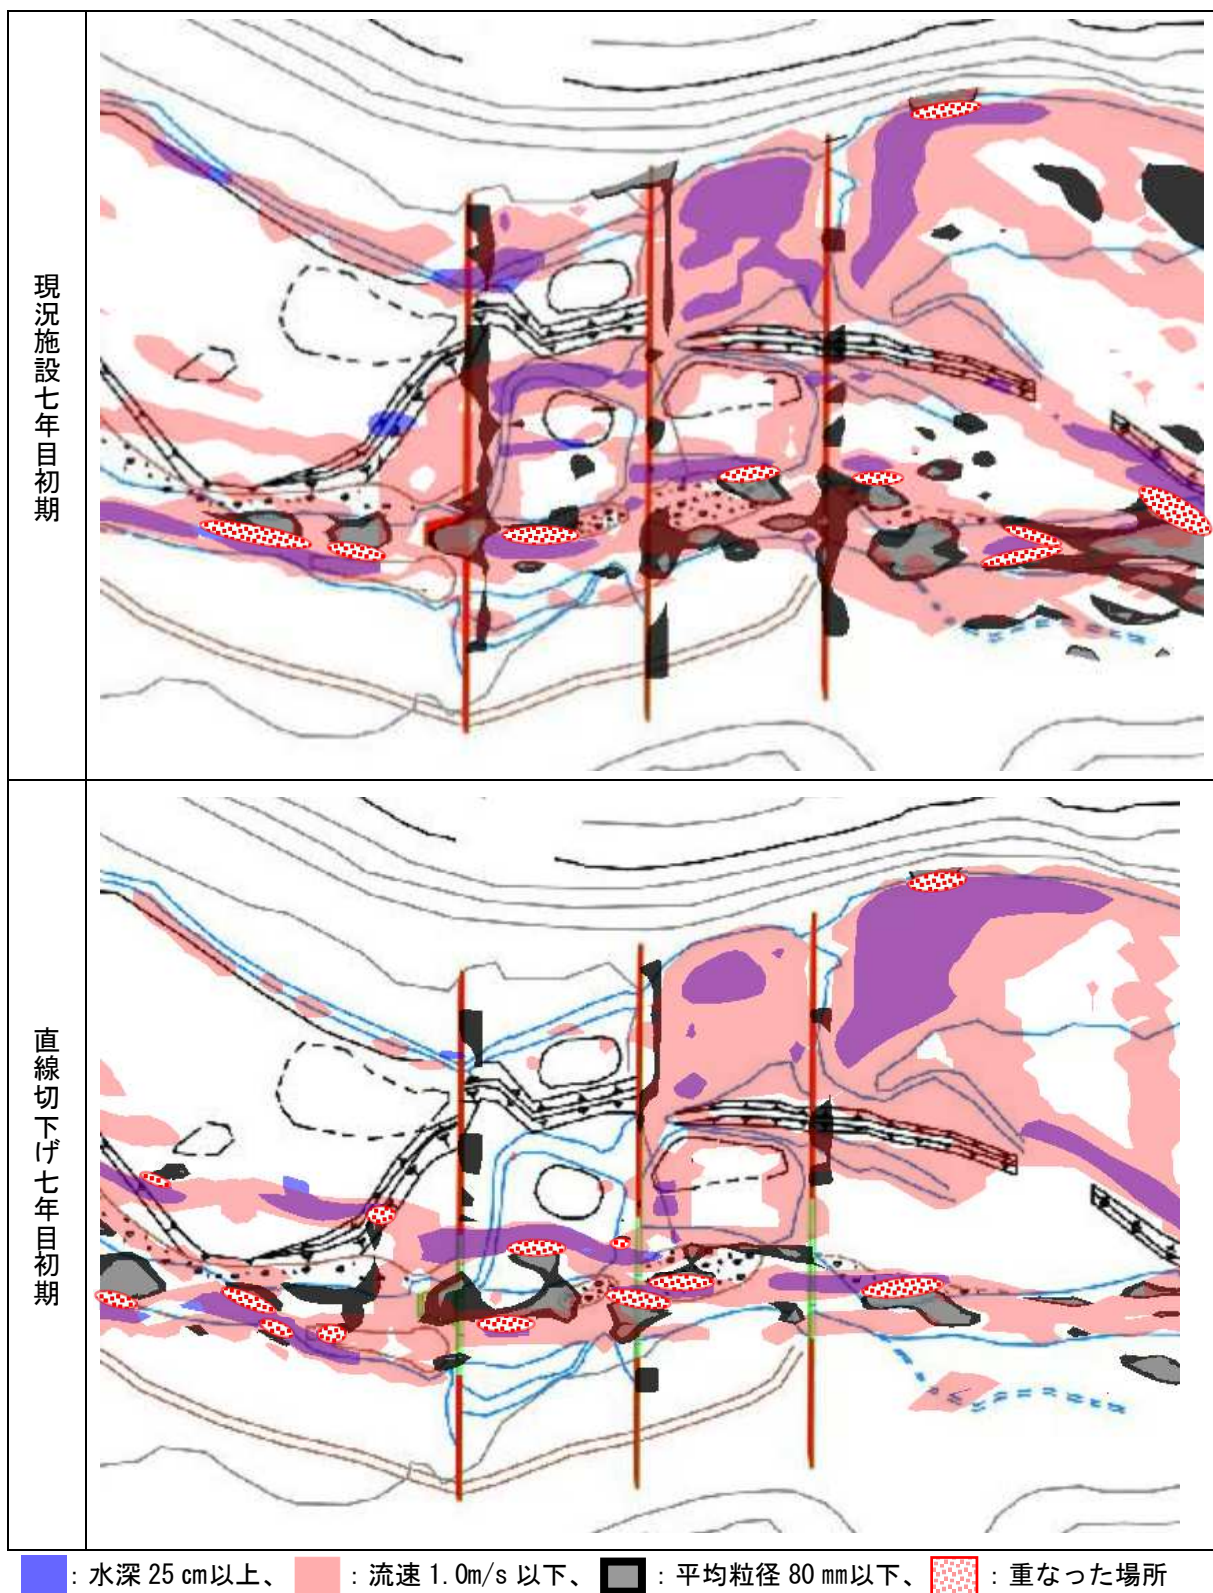 現況施設七年目初期
直線切下げ七年目初期
：水深 25 cm以上、 ：流速 1.0m/s 以下、 ：平均粒径 80 mm以下、 ：重なった場所